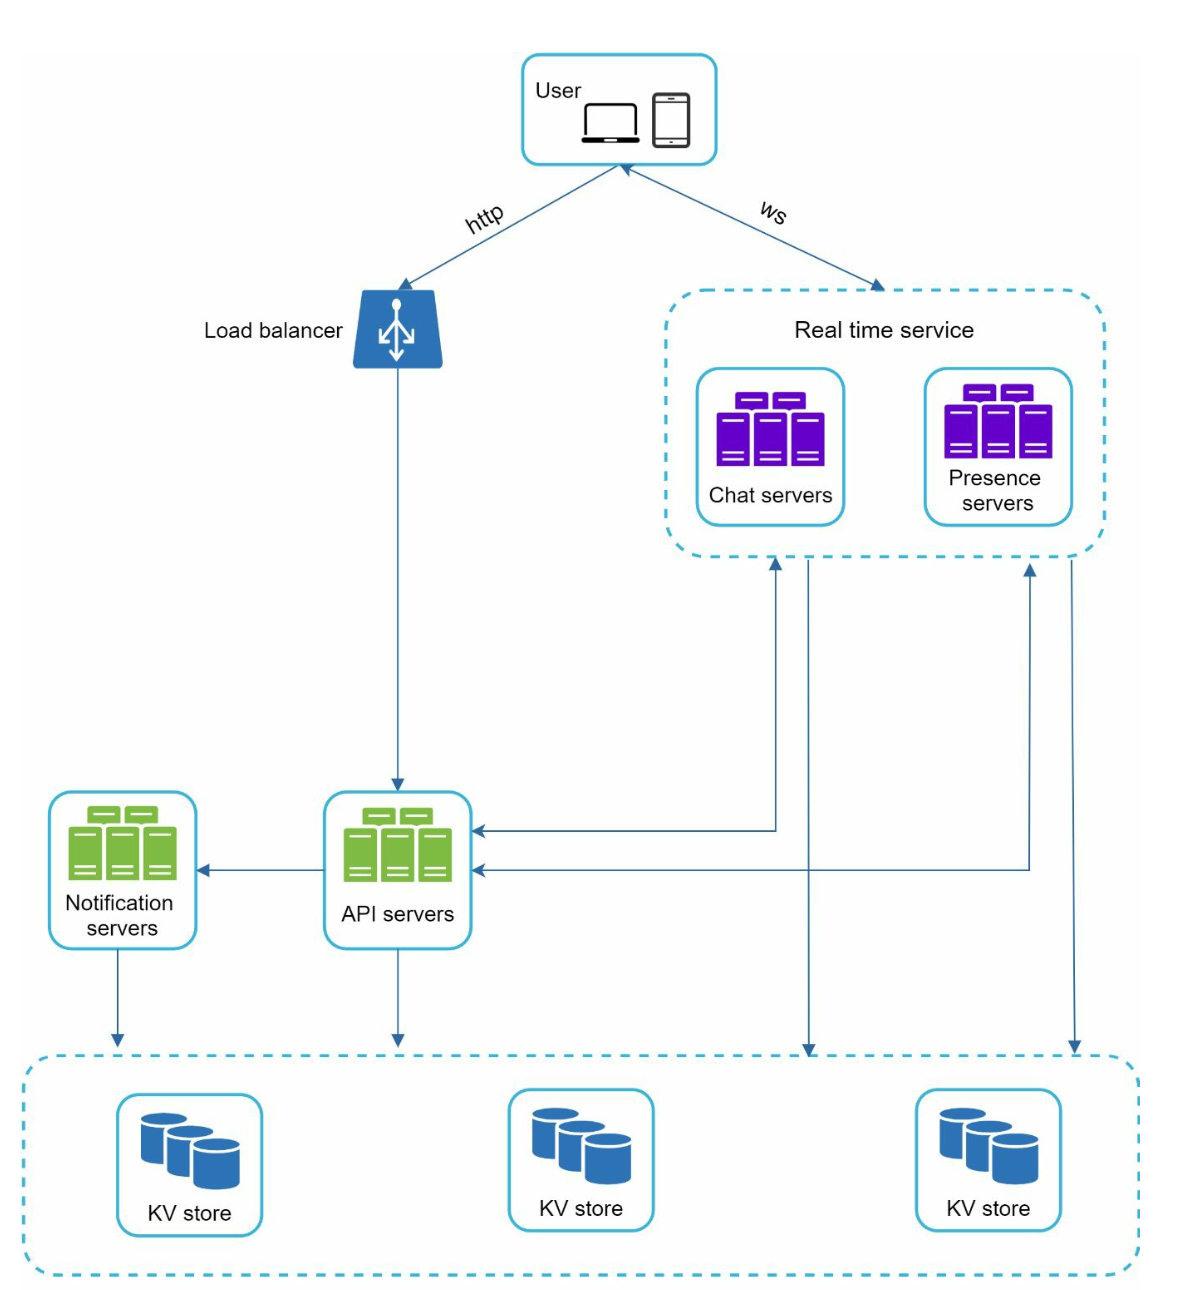 User
http
ws
Load balancer
Real time service
Chat servers
Presence
servers
Notification
servers
API servers
KV store
KV store
KV store